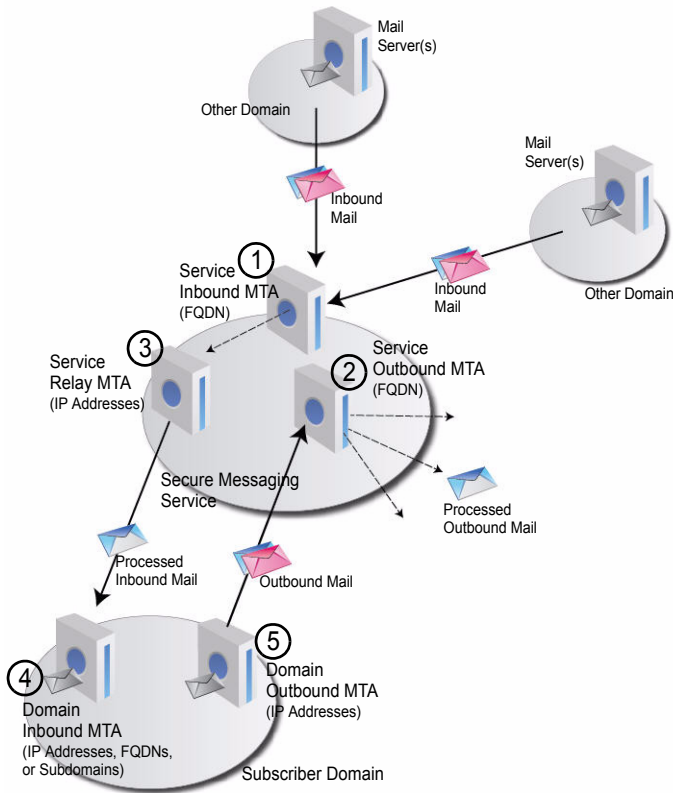 Mail
Server(s)
Other Domain
Inbound
Mail
Mail
Server(s)
Other Domain
Inbound
Mail
1
Service
Inbound MTA
(FQDN)
3
Service
Relay MTA
(IP Addresses)
2
Service
Outbound MTA
(FQDN)
Secure Messaging
Service
Processed
Outbound Mail
Processed
Inbound Mail
Outbound Mail
4
Domain
Inbound MTA
(IP Addresses, FQDNs,
or Subdomains)
5
Domain
Outbound MTA
(IP Addresses)
Subscriber Domain